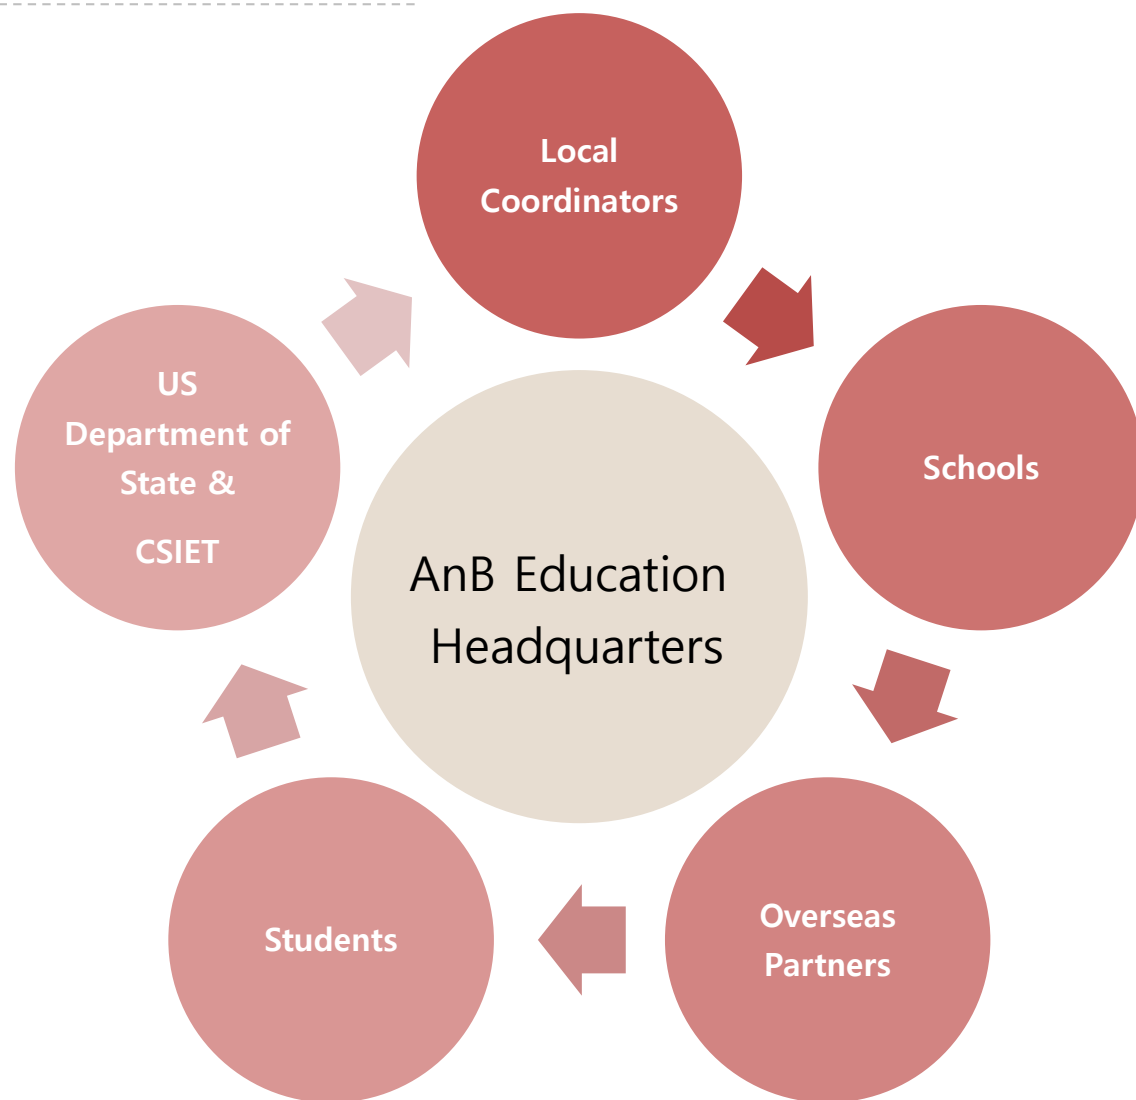 Local
Coordinators
Schools
Overseas
Partners
Students
US
Department of
State &
CSIET
AnB Education
Headquarters